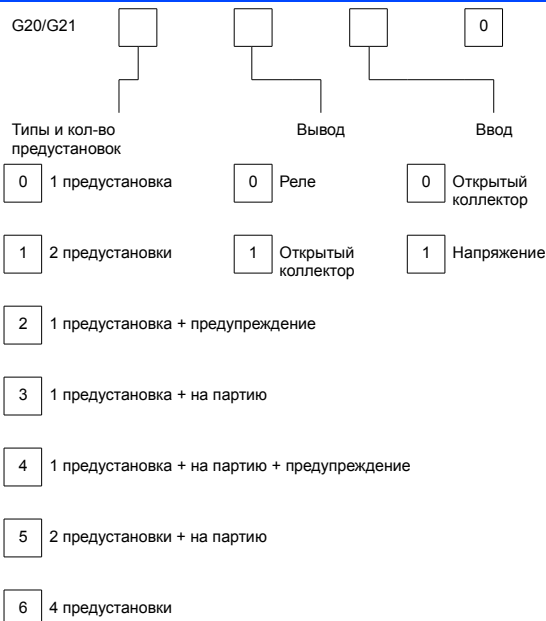 G20/G21 0
Типы и кол-во
предустановок
Вывод
Ввод
0 1 предустановка
0 Реле
0 Открытый
коллектор
1 2 предустановки
1 Открытый
коллектор
1 Напряжение
2 1 предустановка + предупреждение
3 1 предустановка + на партию
4 1 предустановка + на партию + предупреждение
5 2 предустановки + на партию
6 4 предустановки